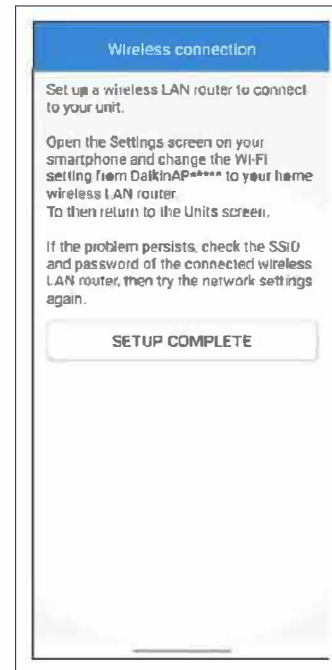 Wireless connection
Set up a wireless LAN router to connect
to your unit.
Open the Settings screen on your
smartphone and change the Wi-Fi
setting from DaikinAP***** to your home
wireless LAN router.
To then return to the Units screen,
If the problem persists, check the SSID
and password of the connected wireless
LAN router, then try the network settings
again.
SETUP COMPLETE